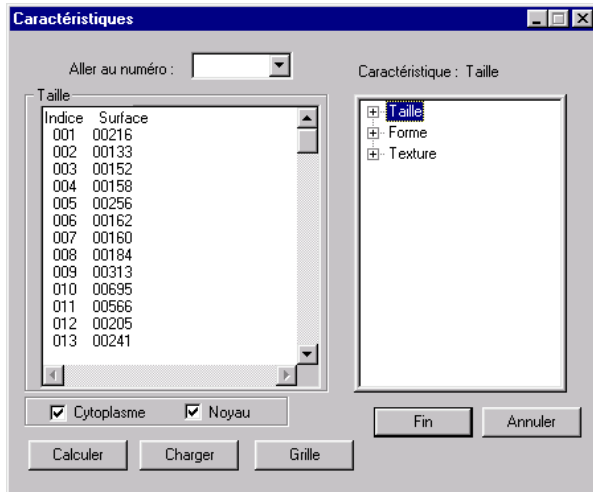 Caractéristiques
Aller au numéro :
Caractéristique : Taille
Taille
Indice Surface
001 00216
002 00133
003 00152
004 00158
005 00256
006 00162
007 00160
008 00184
009 00313
010 00695
011 00566
012 00205
013 00241
Taille
Forme
Texture
Cytoplasme Noyau
Fin Annuler
Calculer Charger Grille